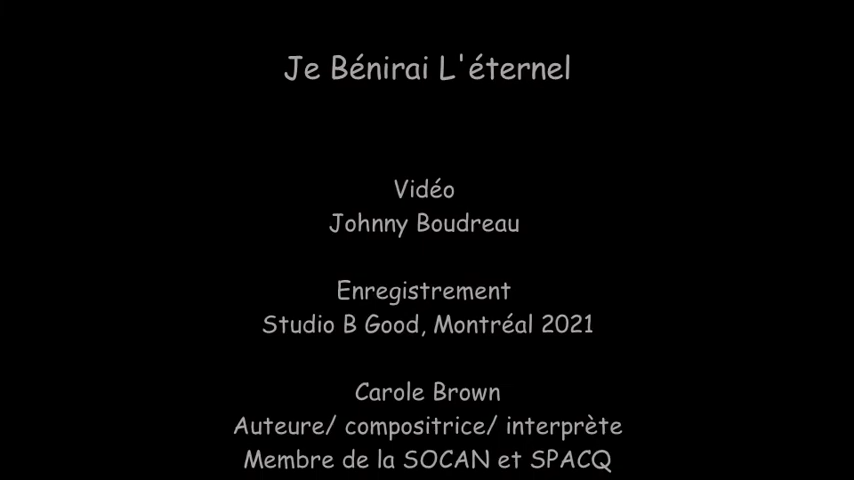 Je Bénirai L'éternel
Vidéo
Johnny Boudreau
Enregistrement
Studio B Good, Montréal 2021
Carole Brown
Auteure/ compositrice/ interprète
Membre de la SOCAN et SPACQ